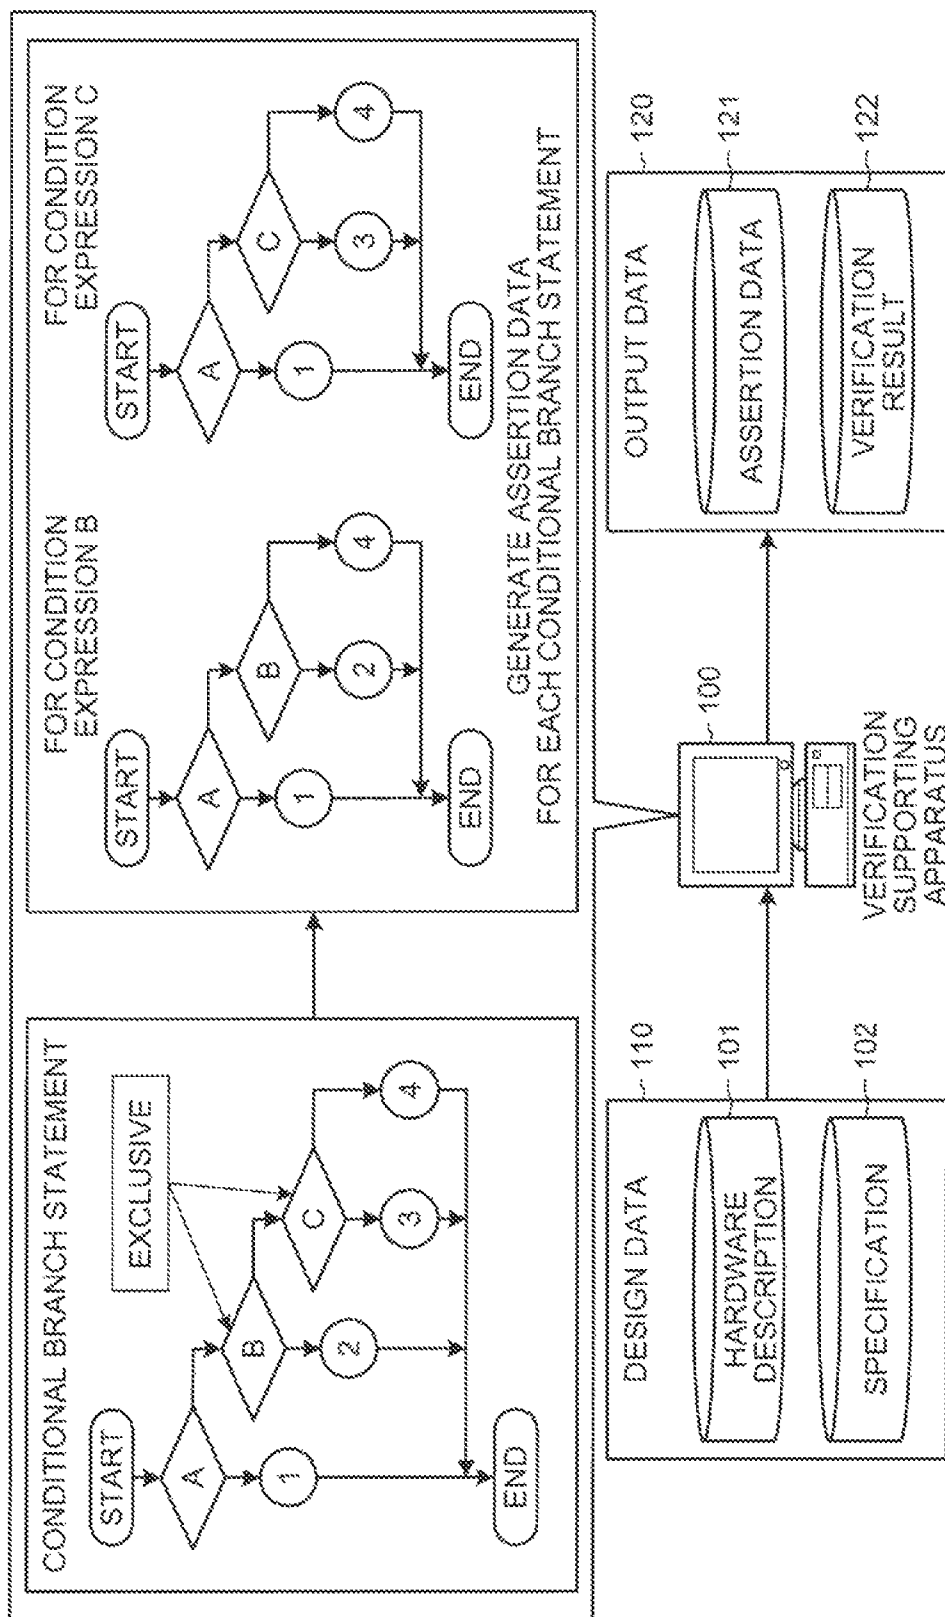 CONDITIONAL BRANCH STATEMENT
START
EXCLUSIVE
A
B
C
1
2
3
4
END
FOR CONDITION
EXPRESSION B
START
A
B
1
2
4
END
FOR CONDITION
EXPRESSION C
START
A
C
1
3
4
END
GENERATE ASSERTION DATA
FOR EACH CONDITIONAL BRANCH STATEMENT
DESIGN DATA
110
HARDWARE
DESCRIPTION
101
SPECIFICATION
102
100
VERIFICATION
SUPPORTING
APPARATUS
OUTPUT DATA
120
ASSERTION DATA
121
VERIFICATION
RESULT
122